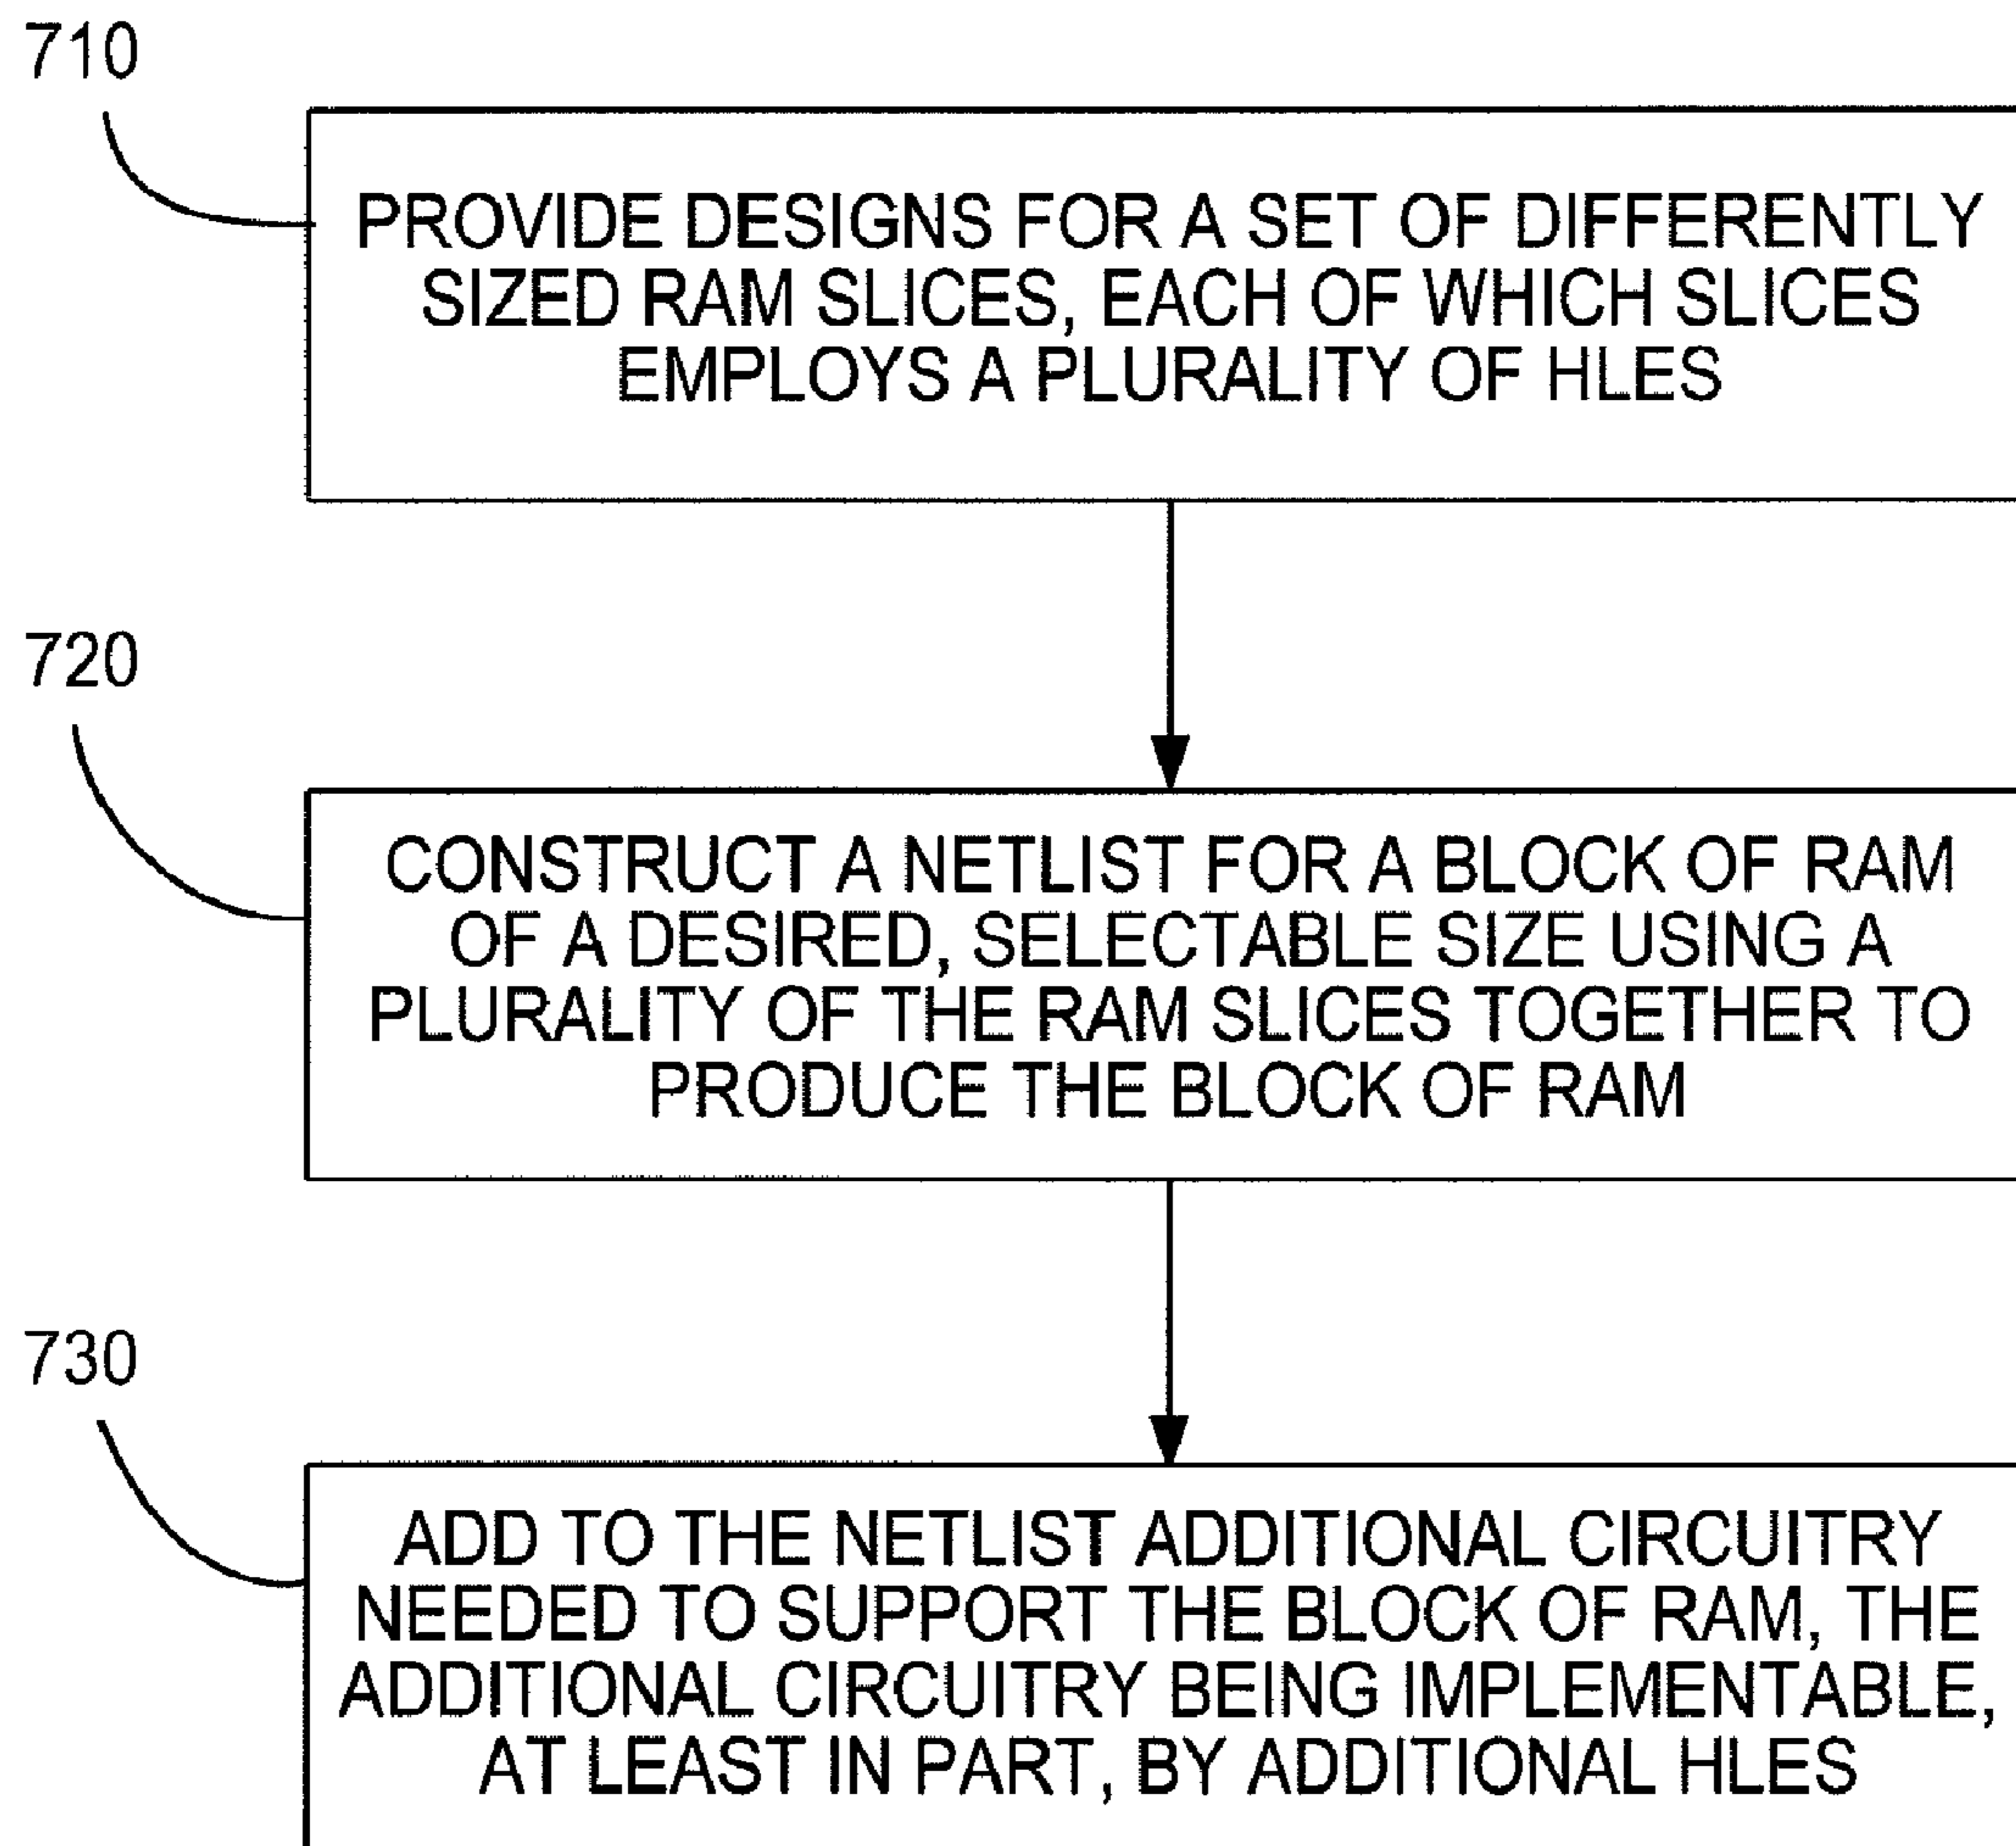 710
PROVIDE DESIGNS FOR A SET OF DIFFERENTLY
SIZED RAM SLICES, EACH OF WHICH SLICES
EMPLOYS A PLURALITY OF HLES
720
CONSTRUCT A NETLIST FOR A BLOCK OF RAM
OF A DESIRED, SELECTABLE SIZE USING A
PLURALITY OF THE RAM SLICES TOGETHER TO
PRODUCE THE BLOCK OF RAM
730
ADD TO THE NETLIST ADDITIONAL CIRCUITRY
NEEDED TO SUPPORT THE BLOCK OF RAM, THE
ADDITIONAL CIRCUITRY BEING IMPLEMENTABLE,
AT LEAST IN PART, BY ADDITIONAL HLES